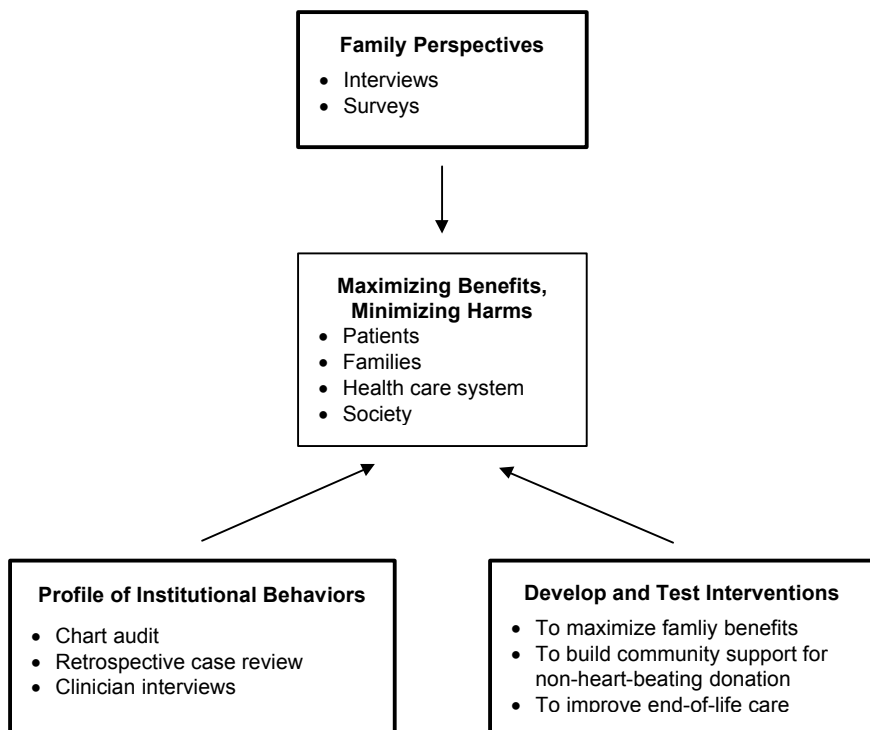 Family Perspectives
• Interviews
• Surveys
Maximizing Benefits,
Minimizing Harms
• Patients
• Families
• Health care system
• Society
Profile of Institutional Behaviors
• Chart audit
• Retrospective case review
• Clinician interviews
Develop and Test Interventions
• To maximize famliy benefits
• To build community support for
non-heart-beating donation
• To improve end-of-life care